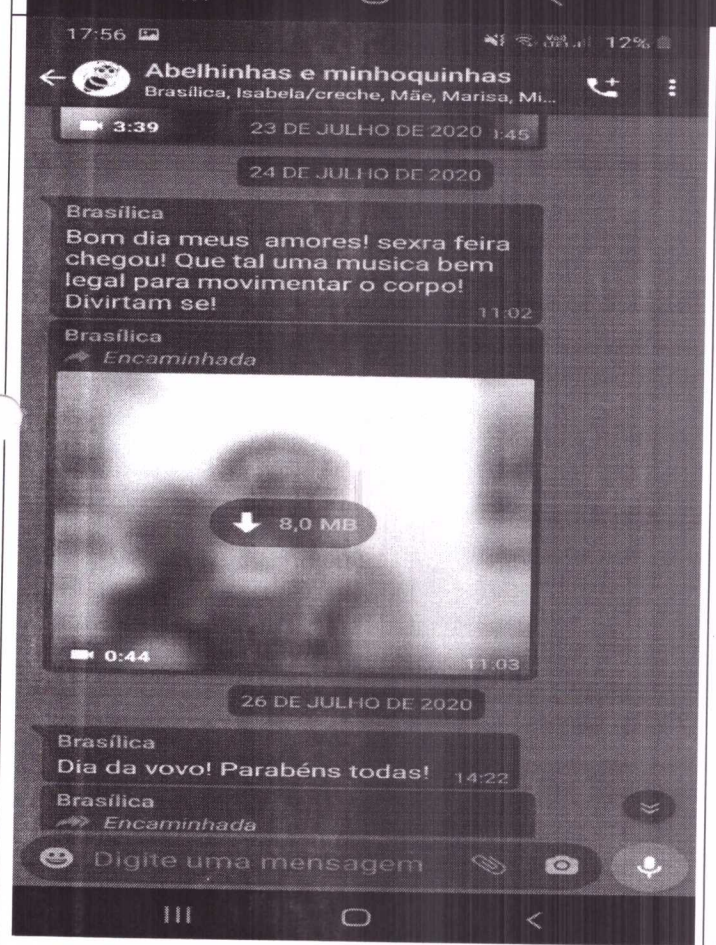 17:56
12%
Abelhinhas e minhoquinhas
Brasílica, Isabela/creche, Mãe, Marisa, Mi...
3:39
23 DE JULHO DE 2020
24 DE JULHO DE 2020
Brasílica
Bom dia meus amores! sexra feira
chegou! Que tal uma musica bem
legal para movimentar o corpo!
Divirtam se!
11:02
Brasílica
Encaminhada
8,0 MB
0:44
11:03
26 DE JULHO DE 2020
Brasílica
Dia da vovo! Parabéns todas!
14:22
Brasílica
Encaminhada
Digite uma mensagem